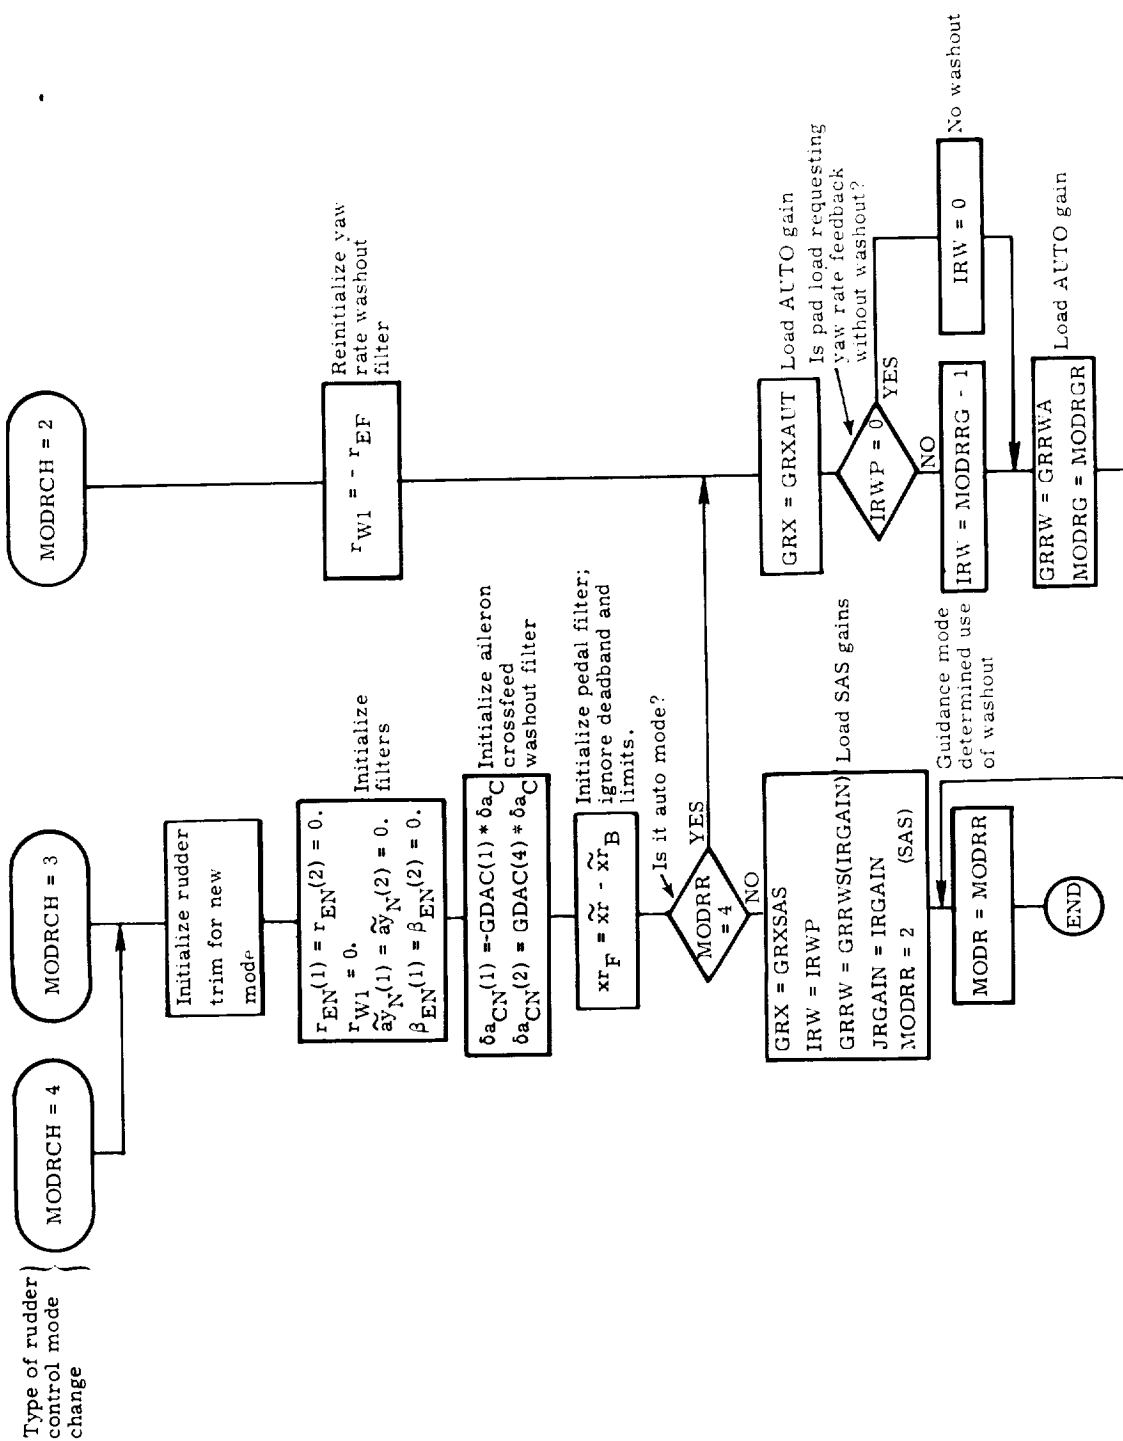 Type of rudder
control mode
change
MODRCH = 4
MODRCH = 3
MODRCH = 2
Initialize rudder
trim for new
mode
r_EN(1) = r_EN(2) = 0.
r_W1 = 0.
ãy_N(1) = ãy_N(2) = 0.
β_EN(1) = β_EN(2) = 0.
Initialize
filters
δa_CN(1) = -GDAC(1) * δa_C
δa_CN(2) = GDAC(4) * δa_C
Initialize aileron
crossfeed
washout filter
xr_F = x̃r - x̃r_B
Initialize pedal filter;
ignore deadband and
limits.
Is it auto mode?
MODRR
= 4
YES
NO
GRX = GRXSAS
IRW = IRWP
GRRW = GRRWS(IRGAIN)
JRGAIN = IRGAIN
MODRR = 2 (SAS)
Load SAS gains
Guidance mode
determined use
of washout
MODR = MODRR
END
r_W1 = - r_EF
Reinitialize yaw
rate washout
filter
GRX = GRXAUT
Load AUTO gain
Is pad load requesting
yaw rate feedback
without washout?
IRWP = 0
YES
NO
IRW = MODRRG - 1
IRW = 0
No washout
GRRW = GRRWA
MODRG = MODRGR
Load AUTO gain